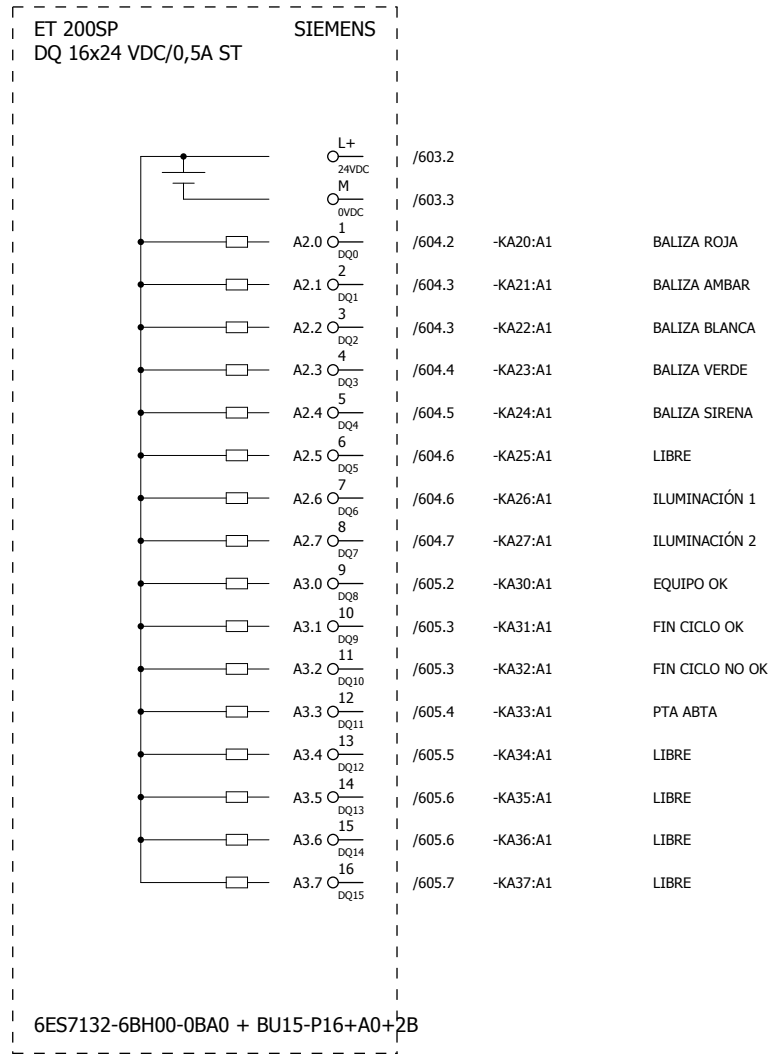 ET 200SP SIEMENS
DQ 16x24 VDC/0,5A ST
L+
24VDC /603.2
M
0VDC /603.3
1
A2.0 /604.2 -KA20:A1 BALIZA ROJA
DQ0
2
A2.1 /604.3 -KA21:A1 BALIZA AMBAR
DQ1
3
A2.2 /604.3 -KA22:A1 BALIZA BLANCA
DQ2
4
A2.3 /604.4 -KA23:A1 BALIZA VERDE
DQ3
5
A2.4 /604.5 -KA24:A1 BALIZA SIRENA
DQ4
6
A2.5 /604.6 -KA25:A1 LIBRE
DQ5
7
A2.6 /604.6 -KA26:A1 ILUMINACIÓN 1
DQ6
8
A2.7 /604.7 -KA27:A1 ILUMINACIÓN 2
DQ7
9
A3.0 /605.2 -KA30:A1 EQUIPO OK
DQ8
10
A3.1 /605.3 -KA31:A1 FIN CICLO OK
DQ9
11
A3.2 /605.3 -KA32:A1 FIN CICLO NO OK
DQ10
12
A3.3 /605.4 -KA33:A1 PTA ABTA
DQ11
13
A3.4 /605.5 -KA34:A1 LIBRE
DQ12
14
A3.5 /605.6 -KA35:A1 LIBRE
DQ13
15
A3.6 /605.6 -KA36:A1 LIBRE
DQ14
16
A3.7 /605.7 -KA37:A1 LIBRE
DQ15
6ES7132-6BH00-0BA0 + BU15-P16+A0+2B